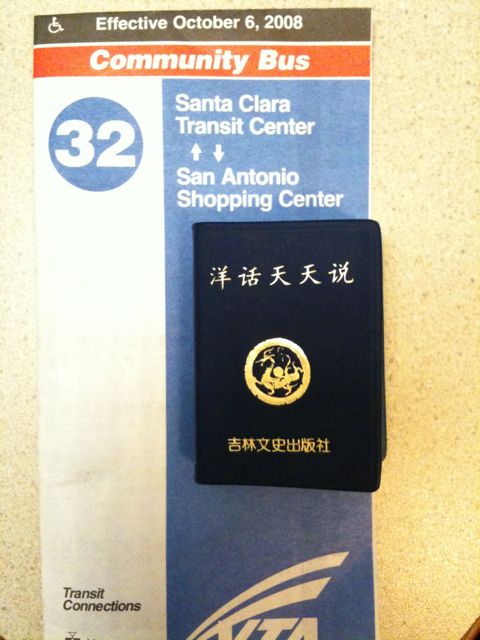 Effective October 6, 2008
Community Bus
32
Santa Clara
Transit Center
San Antonio
Shopping Center
洋话天天说
吉林文史出版社
Transit
Connections
VTA